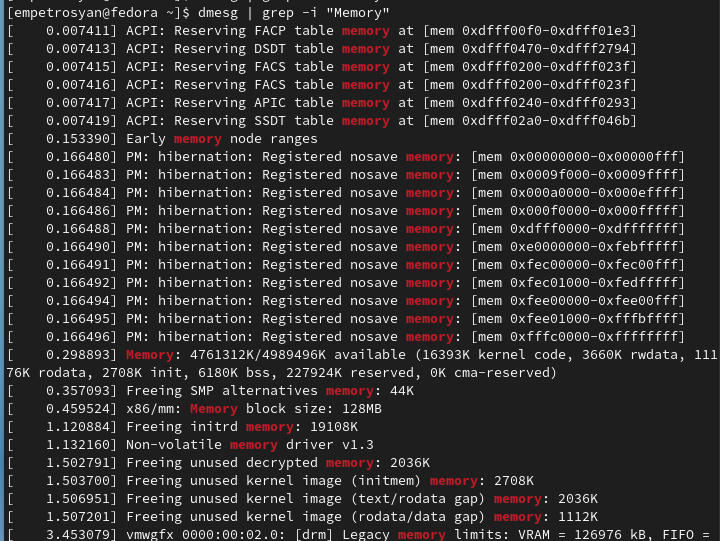 [empetrosyan@fedora ~]$ dmesg | grep -i "Memory"
[    0.007411] ACPI: Reserving FACP table memory at [mem 0xdfff00f0-0xdfff01e3]
[    0.007413] ACPI: Reserving DSDT table memory at [mem 0xdfff0470-0xdfff2794]
[    0.007415] ACPI: Reserving FACS table memory at [mem 0xdfff0200-0xdfff023f]
[    0.007416] ACPI: Reserving FACS table memory at [mem 0xdfff0200-0xdfff023f]
[    0.007417] ACPI: Reserving APIC table memory at [mem 0xdfff0240-0xdfff0293]
[    0.007419] ACPI: Reserving SSDT table memory at [mem 0xdfff02a0-0xdfff046b]
[    0.153390] Early memory node ranges
[    0.166480] PM: hibernation: Registered nosave memory: [mem 0x00000000-0x00000fff]
[    0.166483] PM: hibernation: Registered nosave memory: [mem 0x0009f000-0x0009ffff]
[    0.166484] PM: hibernation: Registered nosave memory: [mem 0x000a0000-0x000effff]
[    0.166486] PM: hibernation: Registered nosave memory: [mem 0x000f0000-0x000fffff]
[    0.166488] PM: hibernation: Registered nosave memory: [mem 0xdfff0000-0xdfffffff]
[    0.166490] PM: hibernation: Registered nosave memory: [mem 0xe0000000-0xfebfffff]
[    0.166491] PM: hibernation: Registered nosave memory: [mem 0xfec00000-0xfec00fff]
[    0.166492] PM: hibernation: Registered nosave memory: [mem 0xfec01000-0xfedfffff]
[    0.166494] PM: hibernation: Registered nosave memory: [mem 0xfee00000-0xfee00fff]
[    0.166495] PM: hibernation: Registered nosave memory: [mem 0xfee01000-0xfffbffff]
[    0.166496] PM: hibernation: Registered nosave memory: [mem 0xfffc0000-0xffffffff]
[    0.298893] Memory: 4761312K/4989496K available (16393K kernel code, 3660K rwdata, 111
76K rodata, 2708K init, 6180K bss, 227924K reserved, 0K cma-reserved)
[    0.357093] Freeing SMP alternatives memory: 44K
[    0.459524] x86/mm: Memory block size: 128MB
[    1.120884] Freeing initrd memory: 19108K
[    1.132160] Non-volatile memory driver v1.3
[    1.502791] Freeing unused decrypted memory: 2036K
[    1.503700] Freeing unused kernel image (initmem) memory: 2708K
[    1.506951] Freeing unused kernel image (text/rodata gap) memory: 2036K
[    1.507201] Freeing unused kernel image (rodata/data gap) memory: 1112K
[    3.453079] vmwgfx 0000:00:02.0: [drm] Legacy memory limits: VRAM = 126976 kB, FIFO =